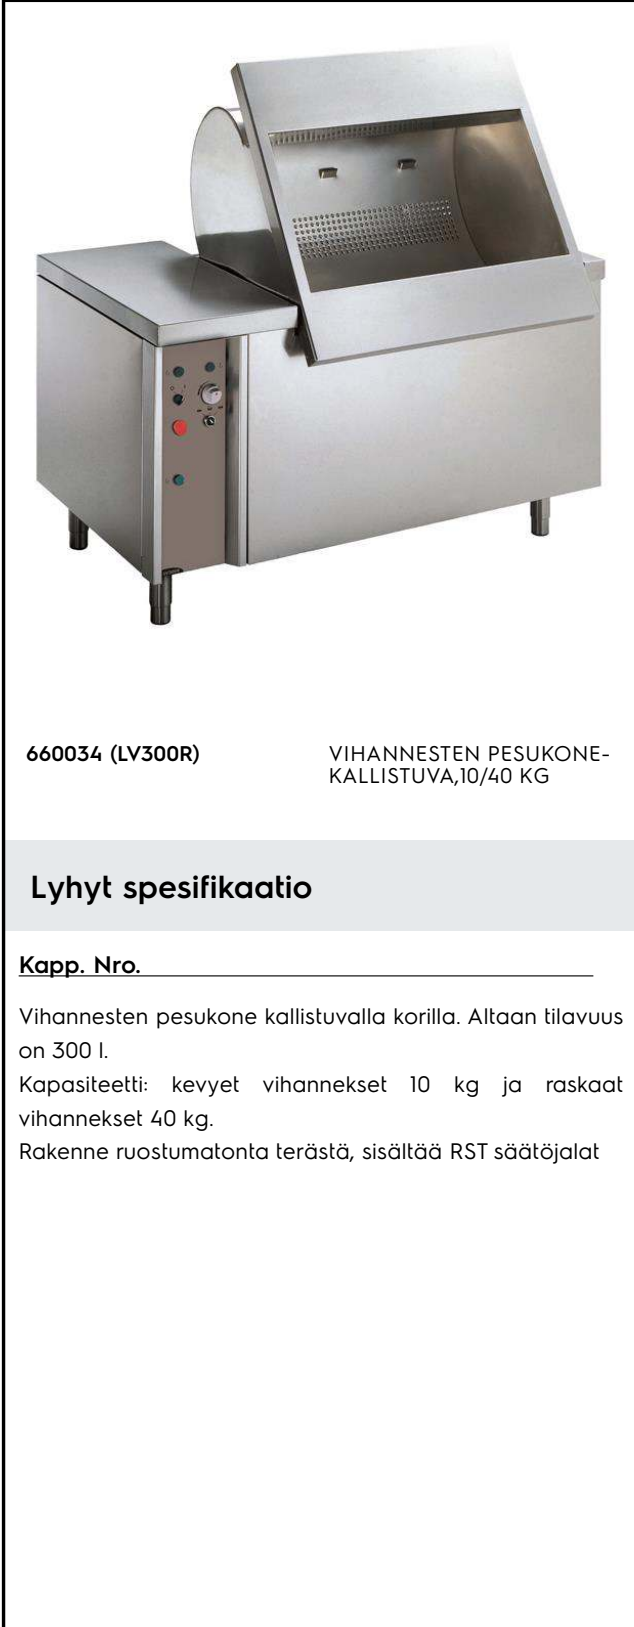 660034 (LV300R)
VIHANNESTEN PESUKONE-
KALLISTUVA,10/40 KG
Lyhyt spesifikaatio
Kapp. Nro.
Vihannesten pesukone kallistuvalla korilla. Altaan tilavuus
on 300 l.
Kapasiteetti: kevyet vihannekset 10 kg ja raskaat
vihannekset 40 kg.
Rakenne ruostumatonta terästä, sisältää RST säätöjalat